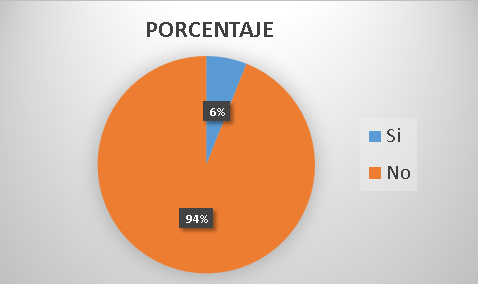 PORCENTAJE
6%
94%
Si
No